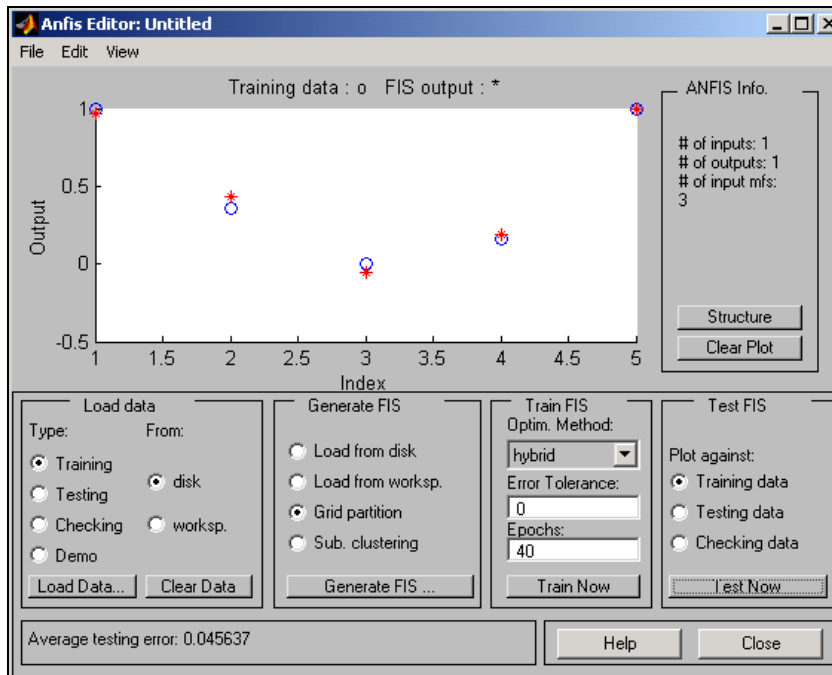 Anfis Editor: Untitled
File Edit View
Training data : o FIS output : *
1
0.5
0
-0.5
Output
1 1.5 2 2.5 3 3.5 4 4.5 5
Index
ANFIS Info.
# of inputs: 1
# of outputs: 1
# of input mfs:
3
Structure
Clear Plot
Load data
Type: From:
Training
Testing
Checking
Demo
disk
worksp.
Load Data... Clear Data
Generate FIS
Load from disk
Load from worksp.
Grid partition
Sub. clustering
Generate FIS ...
Train FIS
Optim. Method:
hybrid
Error Tolerance:
0
Epochs:
40
Train Now
Test FIS
Plot against:
Training data
Testing data
Checking data
Test Now
Average testing error: 0.045637
Help Close